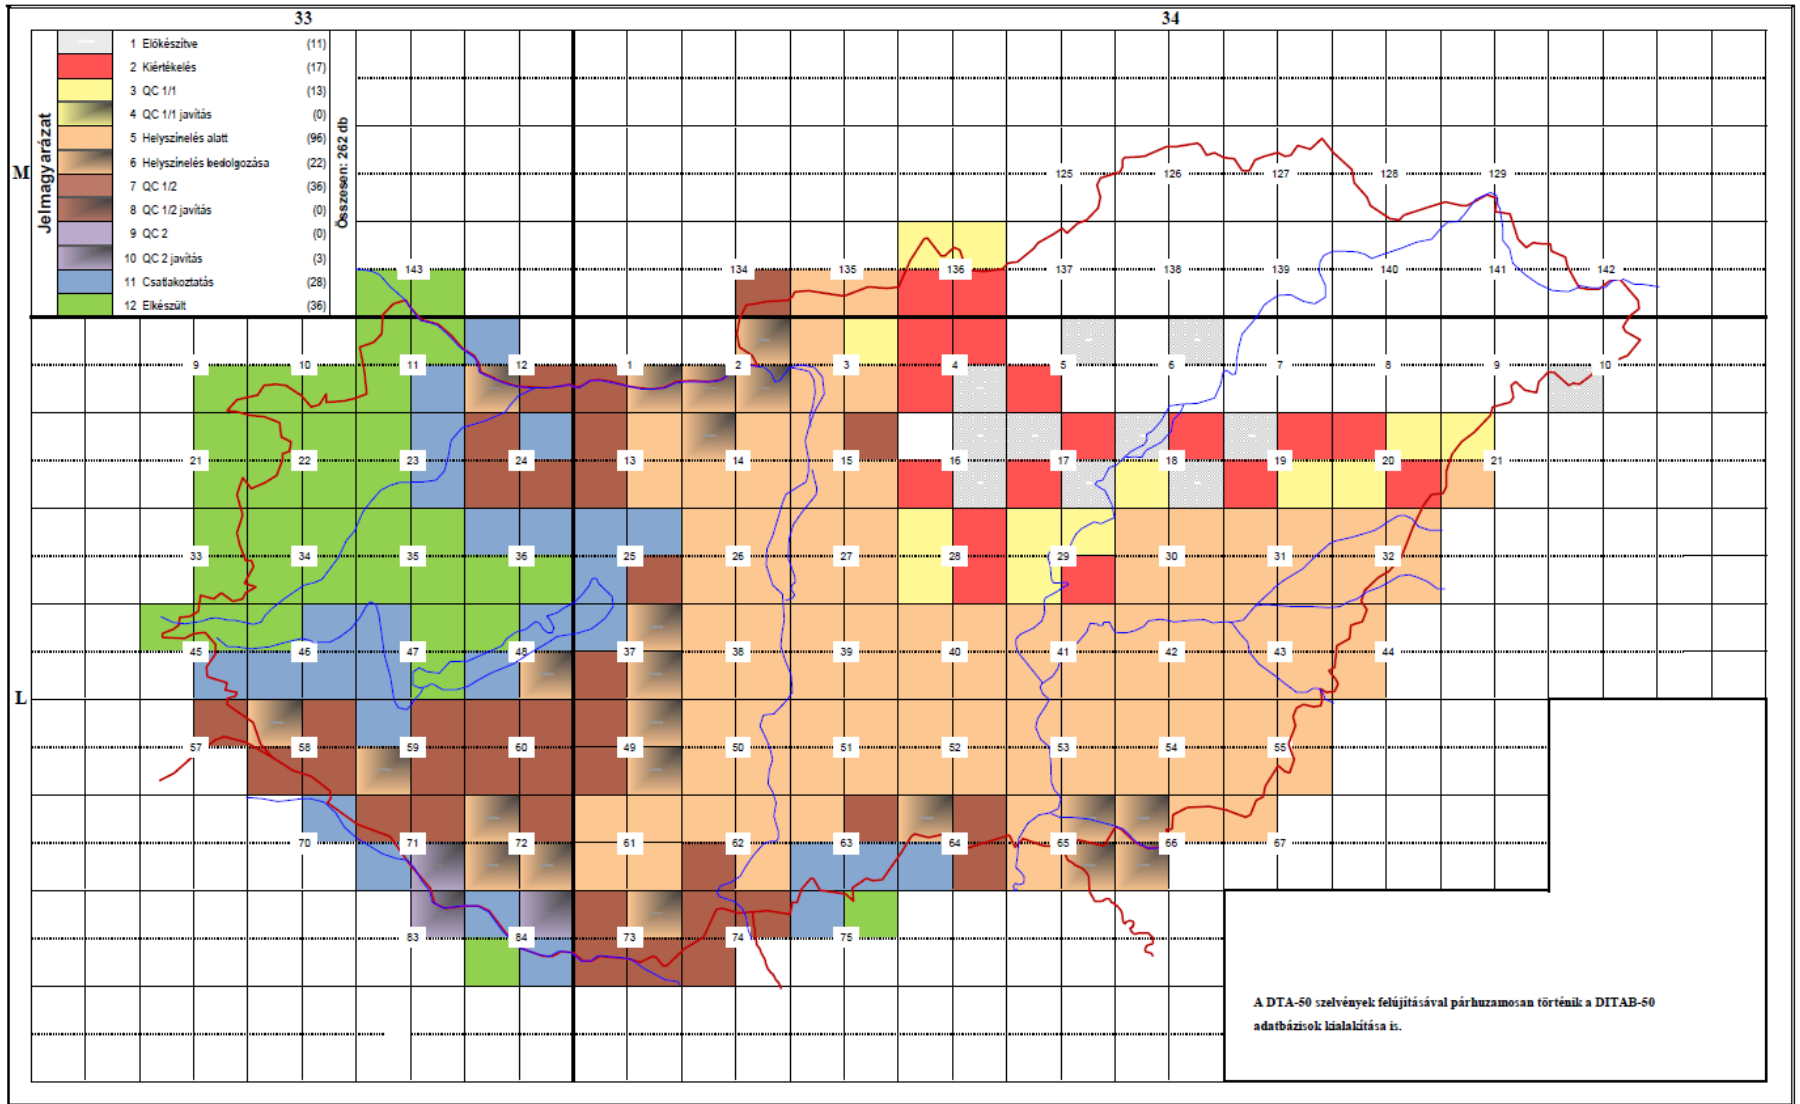 33 34
1 Előkészítve (11)
2 Kiértékelés (17)
3 QC 1/1 (13)
4 QC 1/1 javítás (0)
5 Helyszínelés alatt (96)
6 Helyszínelés bedolgozása (22)
7 QC 1/2 (36)
8 QC 1/2 javítás (0)
9 QC 2 (0)
10 QC 2 javítás (3)
11 Csatlakoztatás (28)
12 Elkészült (36)
Jelmagyarázat
Összesen: 262 db
M
125 126 127 128 129
143 134 135 136 137 138 139 140 141 142
9 10 11 12 1 2 3 4 5 6 7 8 9 10
21 22 23 24 13 14 15 16 17 18 19 20 21
33 34 35 36 25 26 27 28 29 30 31 32
45 46 47 48 37 38 39 40 41 42 43 44
L
57 58 59 60 49 50 51 52 53 54 55
70 71 72 61 62 63 64 65 66 67
83 84 73 74 75
A DTA-50 szelvények felújításával párhuzamosan történik a DITAB-50
adatbázisok kialakítása is.